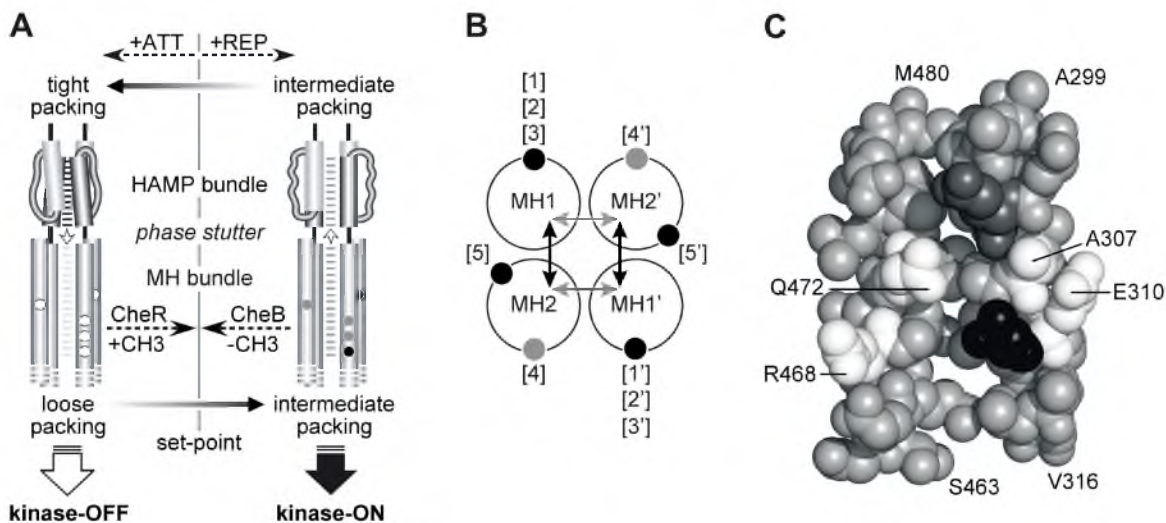 A
+ATT
+REP
tight
packing
intermediate
packing
HAMP bundle
phase stutter
MH bundle
CheR
+CH3
CheB
-CH3
loose
packing
set-point
intermediate
packing
kinase-OFF
kinase-ON
B
[1]
[2]
[3]
[4']
MH1
MH2'
[5]
[5']
MH2
MH1'
[4]
[1']
[2']
[3']
C
M480
A299
A307
Q472
E310
R468
S463
V316